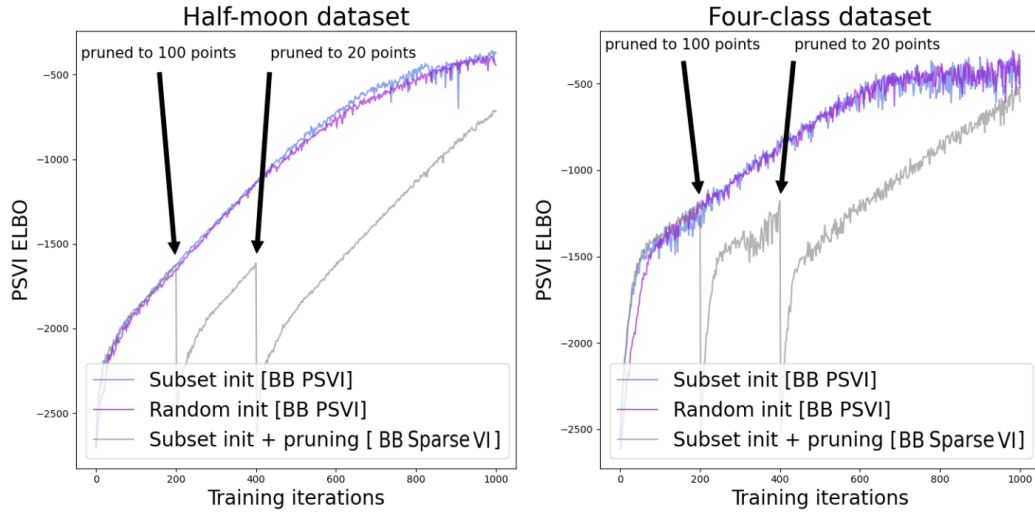 Half-moon dataset
pruned to 100 points
pruned to 20 points
PSVI ELBO
−500
−1000
−1500
−2000
−2500
Subset init [BB PSVI]
Random init [BB PSVI]
Subset init + pruning [ BB Sparse VI]
0 200 400 600 800 1000
Training iterations
Four-class dataset
pruned to 100 points
pruned to 20 points
PSVI ELBO
−500
−1000
−1500
−2000
−2500
Subset init [BB PSVI]
Random init [BB PSVI]
Subset init + pruning [BB Sparse VI]
0 200 400 600 800 1000
Training iterations